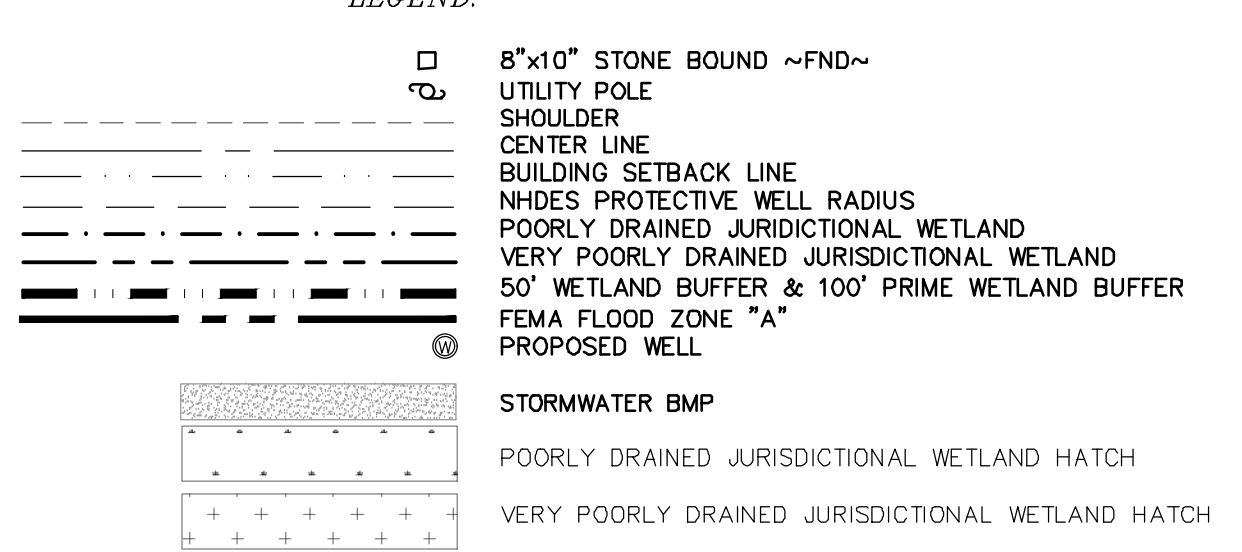 LEGEND:
8"x10" STONE BOUND ~FND~
UTILITY POLE
SHOULDER
CENTER LINE
BUILDING SETBACK LINE
NHDES PROTECTIVE WELL RADIUS
POORLY DRAINED JURIDICTIONAL WETLAND
VERY POORLY DRAINED JURISDICTIONAL WETLAND
50' WETLAND BUFFER & 100' PRIME WETLAND BUFFER
FEMA FLOOD ZONE "A"
W PROPOSED WELL
STORMWATER BMP
POORLY DRAINED JURISDICTIONAL WETLAND HATCH
VERY POORLY DRAINED JURISDICTIONAL WETLAND HATCH